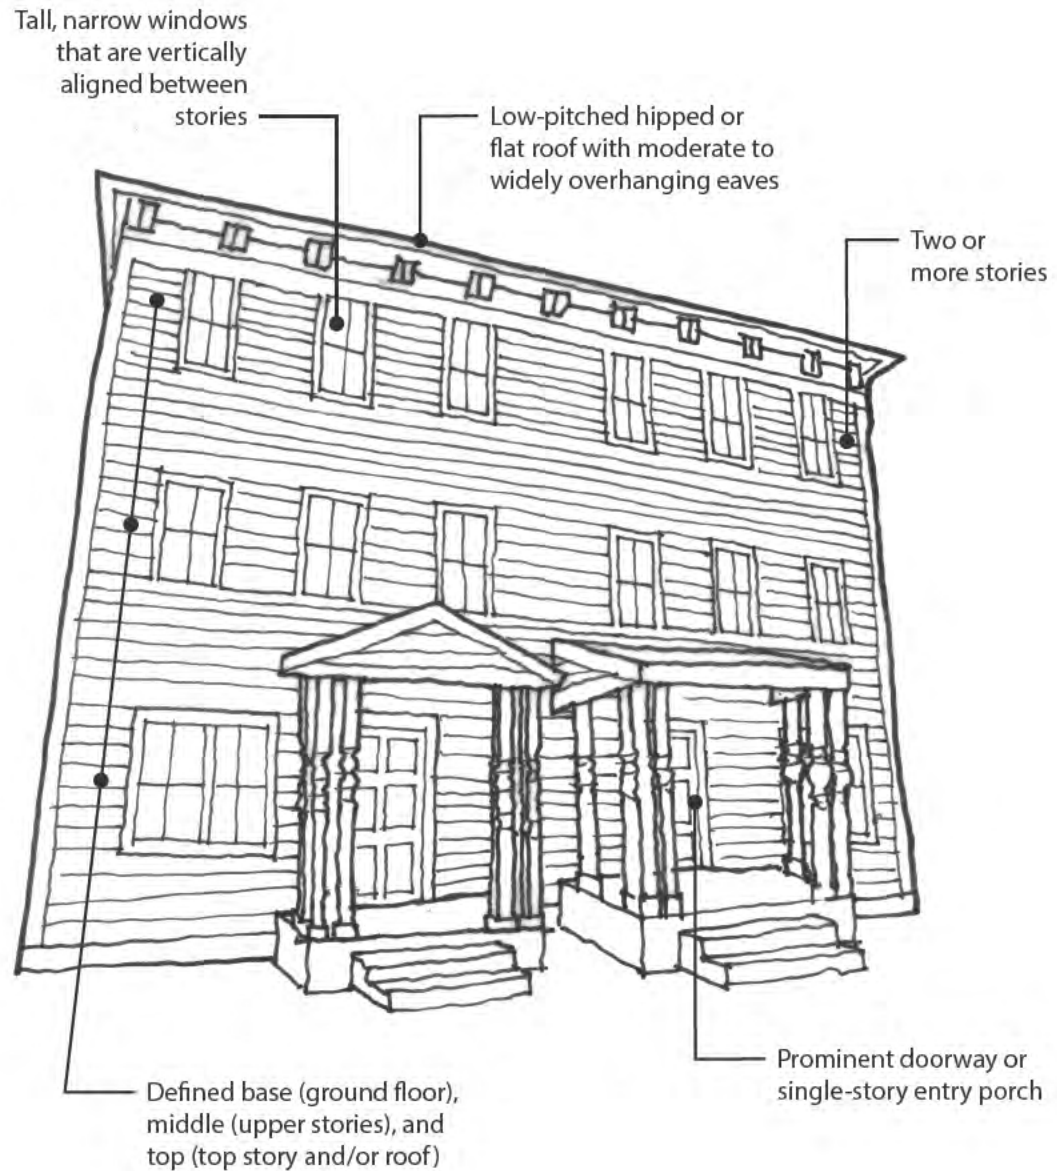 Tall, narrow windows
that are vertically
aligned between
stories
Low-pitched hipped or
flat roof with moderate to
widely overhanging eaves
Two or
more stories
Prominent doorway or
single-story entry porch
Defined base (ground floor),
middle (upper stories), and
top (top story and/or roof)